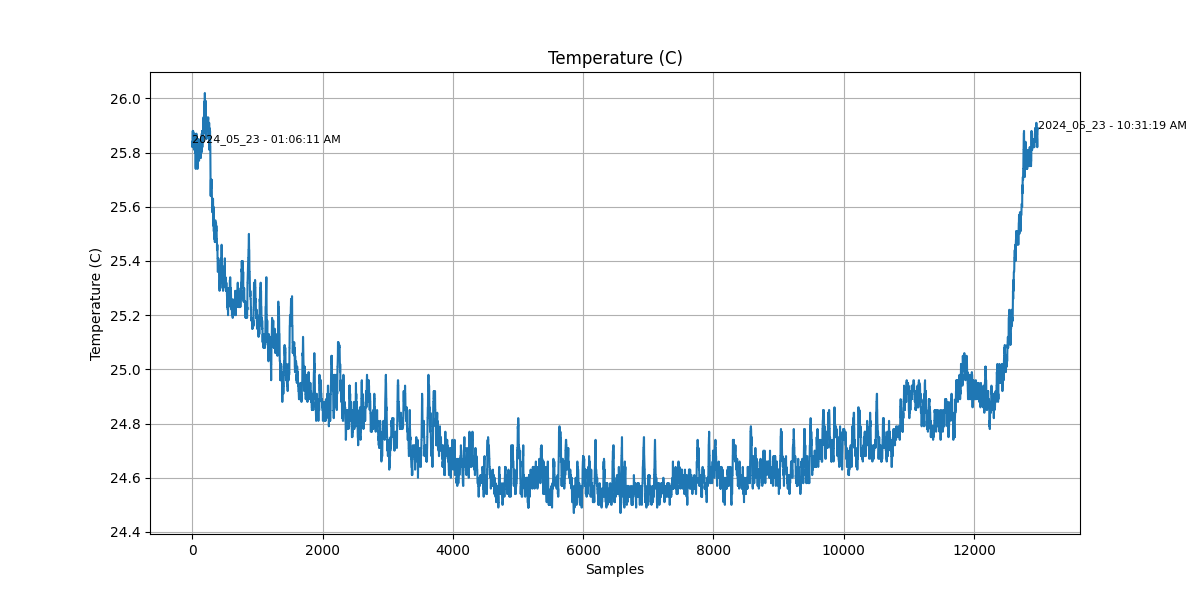 Temperature (C)
26.0
2024_05_23 - 10:31:19 AM
2024_05_23 - 01:06:11 AM
25.8
25.6
25.4
25.2
25.0
24.8
24.6
24.4
Temperature (C)
0 2000 4000 6000 8000 10000 12000
Samples